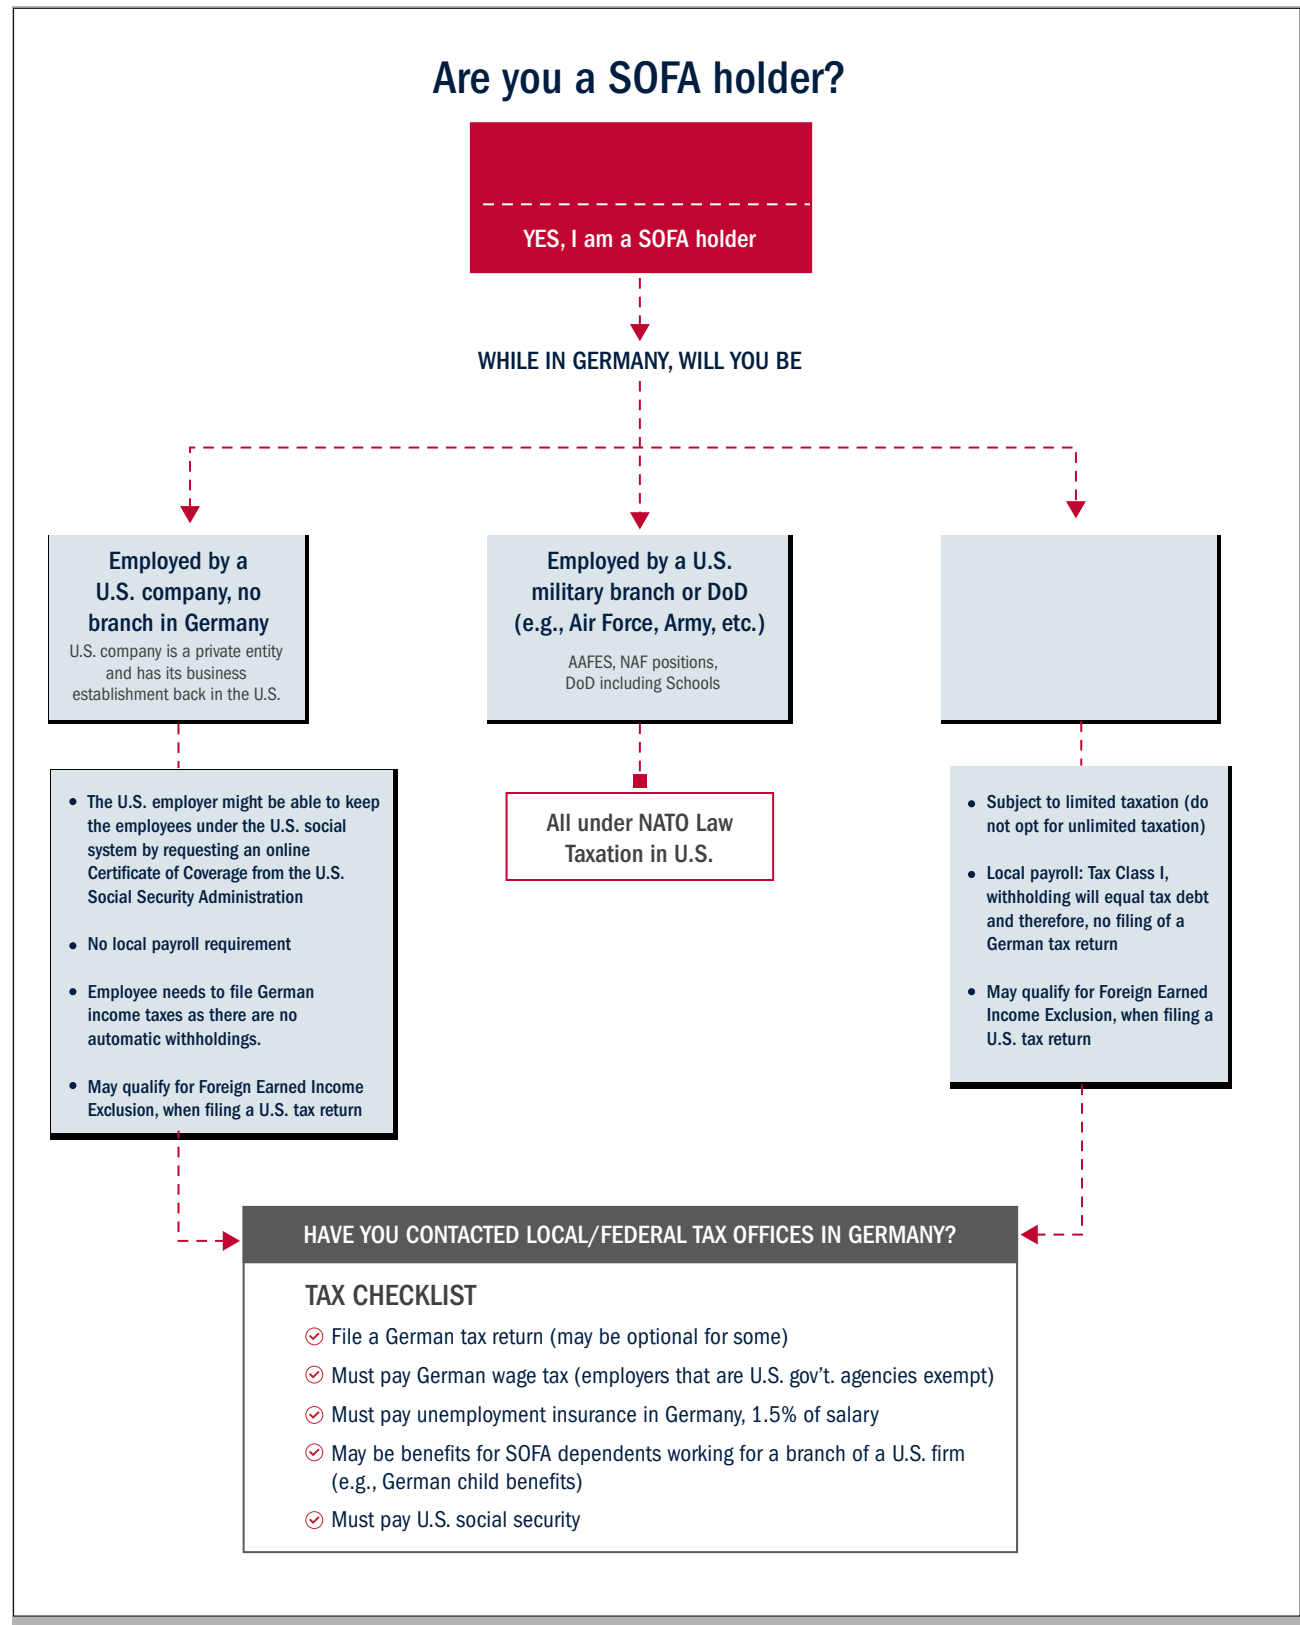 Are you a SOFA holder?
YES, I am a SOFA holder
WHILE IN GERMANY, WILL YOU BE
Employed by a
U.S. company, no
branch in Germany
U.S. company is a private entity
and has its business
establishment back in the U.S.
Employed by a U.S.
military branch or DoD
(e.g., Air Force, Army, etc.)
AAFES, NAF positions,
DoD including Schools
• The U.S. employer might be able to keep
the employees under the U.S. social
system by requesting an online
Certificate of Coverage from the U.S.
Social Security Administration
• No local payroll requirement
• Employee needs to file German
income taxes as there are no
automatic withholdings.
• May qualify for Foreign Earned Income
Exclusion, when filing a U.S. tax return
All under NATO Law
Taxation in U.S.
• Subject to limited taxation (do
not opt for unlimited taxation)
• Local payroll: Tax Class I,
withholding will equal tax debt
and therefore, no filing of a
German tax return
• May qualify for Foreign Earned
Income Exclusion, when filing a
U.S. tax return
HAVE YOU CONTACTED LOCAL/FEDERAL TAX OFFICES IN GERMANY?
TAX CHECKLIST
File a German tax return (may be optional for some)
Must pay German wage tax (employers that are U.S. gov't. agencies exempt)
Must pay unemployment insurance in Germany, 1.5% of salary
May be benefits for SOFA dependents working for a branch of a U.S. firm
(e.g., German child benefits)
Must pay U.S. social security